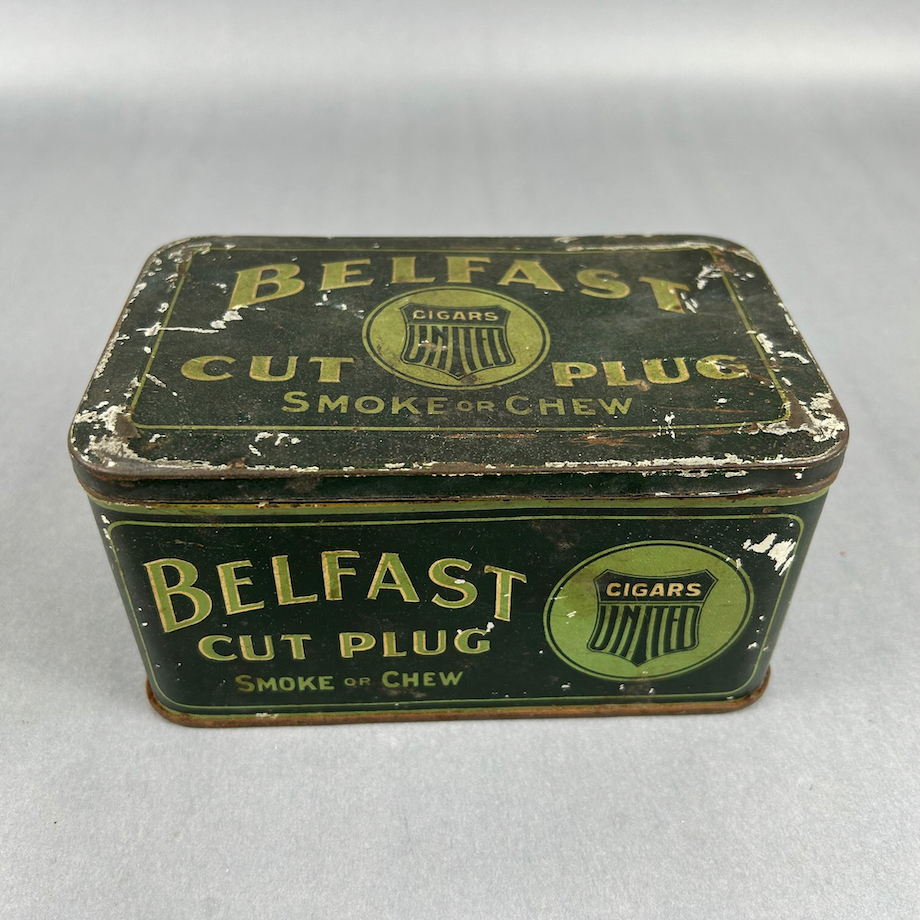 BELFAST
CIGARS
UNITED
CUT PLUG
SMOKE OR CHEW
BELFAST
CUT PLUG
SMOKE OR CHEW
CIGARS
UNITED